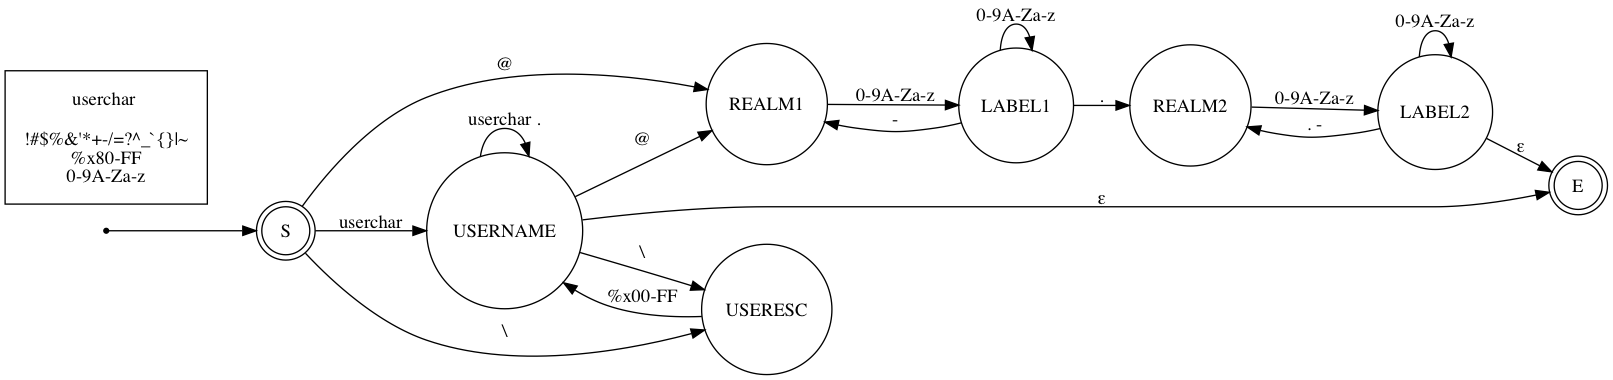 userchar
!#$%&'*+-/=?^_`{}|~
%x80-FF
0-9A-Za-z
S
@
userchar
\
userchar .
USERNAME
@
ε
\
%x00-FF
USERESC
REALM1
0-9A-Za-z
-
0-9A-Za-z
LABEL1
.
REALM2
0-9A-Za-z
. -
0-9A-Za-z
LABEL2
ε
E